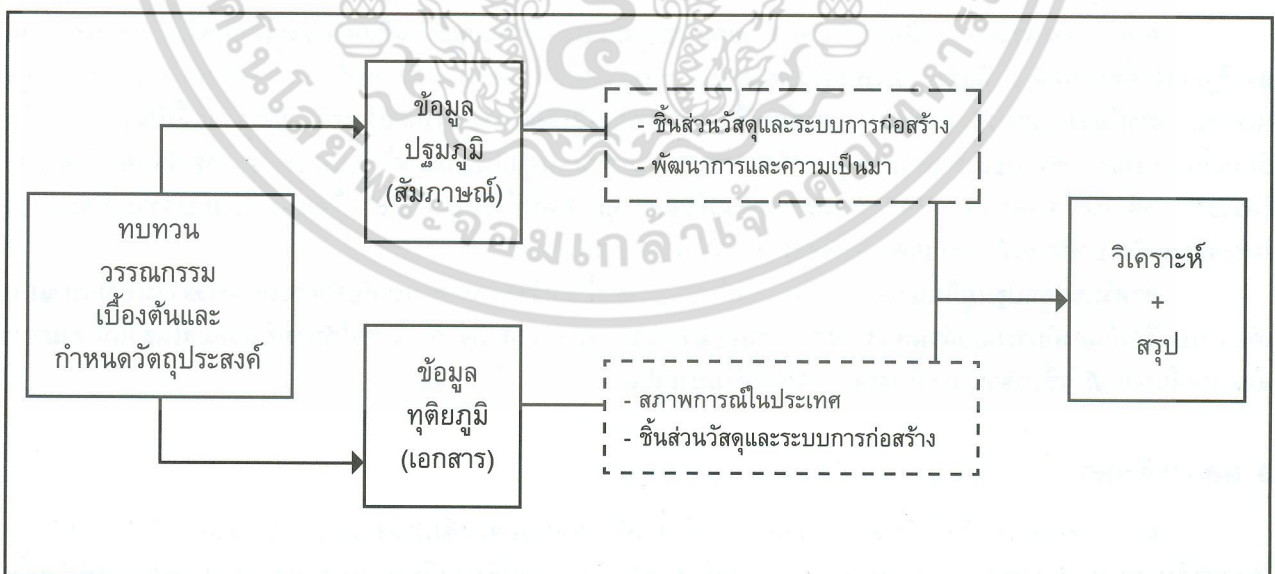 ทบทวน
วรรณกรรม
เบื้องต้นและ
กำหนดวัตถุประสงค์
ข้อมูล
ปฐมภูมิ
(สัมภาษณ์)
- ชิ้นส่วนวัสดุและระบบการก่อสร้าง
- พัฒนาการและความเป็นมา
ข้อมูล
ทุติยภูมิ
(เอกสาร)
- สภาพการณ์ในประเทศ
- ชิ้นส่วนวัสดุและระบบการก่อสร้าง
วิเคราะห์
+
สรุป